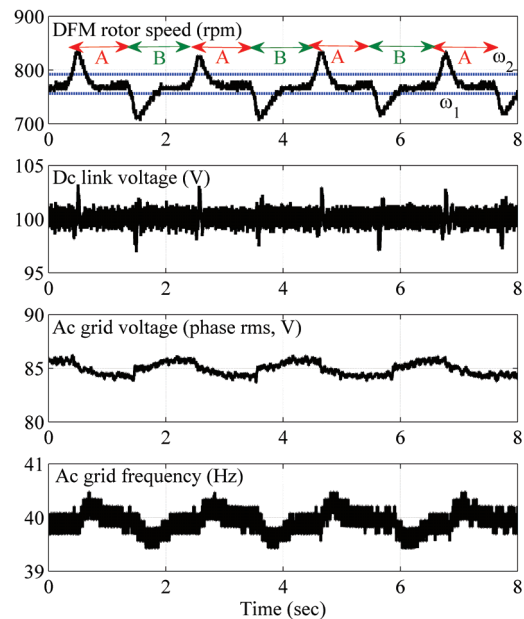 DFM rotor speed (rpm)
900
800
700
A B A B A B A
ω2
ω1
0 2 4 6 8
Dc link voltage (V)
105
100
95
0 2 4 6 8
Ac grid voltage (phase rms, V)
90
85
80
0 2 4 6 8
Ac grid frequency (Hz)
41
40
39
0 2 4 6 8
Time (sec)